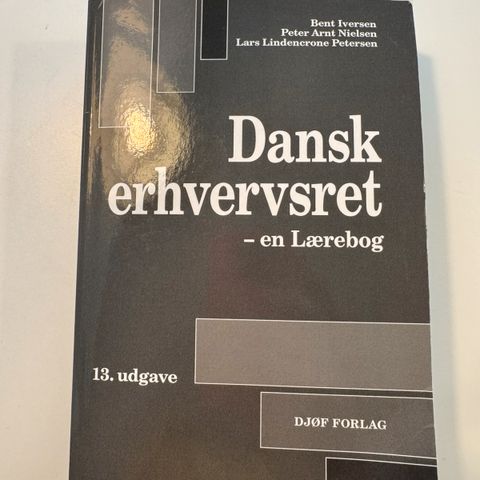 Bent Iversen
Peter Arnt Nielsen
Lars Lindencrone Petersen
Dansk
erhvervsret
– en Lærebog
13. udgave
DJØF FORLAG